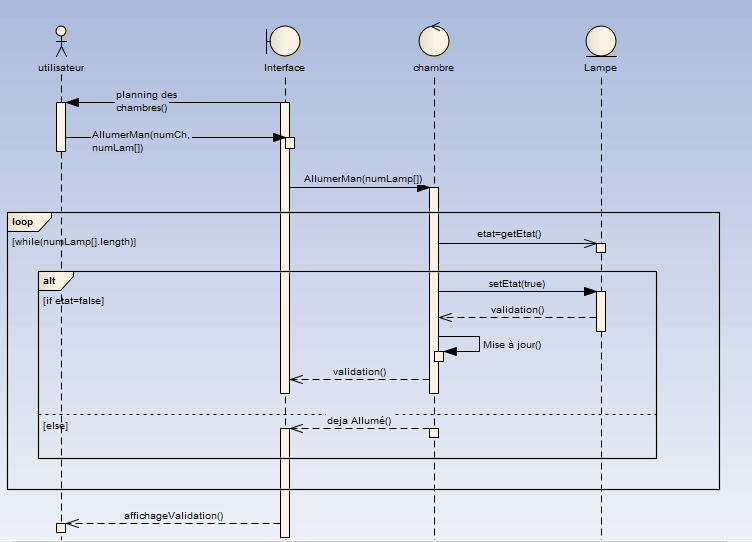 utilisateur
Interface
chambre
Lampe
planning des
chambres()
AllumerMan(numCh,
numLam[])
AllumerMan(numLamp[])
loop
[while(numLamp[].length)]
etat=getEtat()
alt
[if etat=false]
setEtat(true)
validation()
Mise à jour()
validation()
[else]
deja Allumé()
affichageValidation()